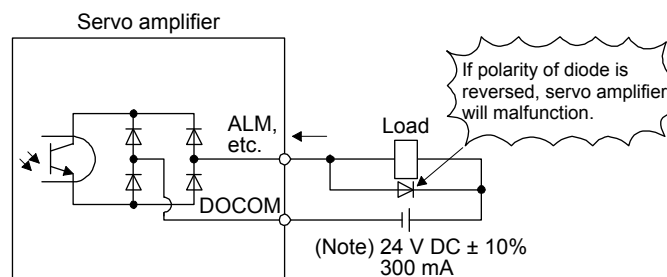 Servo amplifier
If polarity of diode is
reversed, servo amplifier
will malfunction.
ALM,
etc.
Load
DOCOM
(Note) 24 V DC ± 10%
300 mA